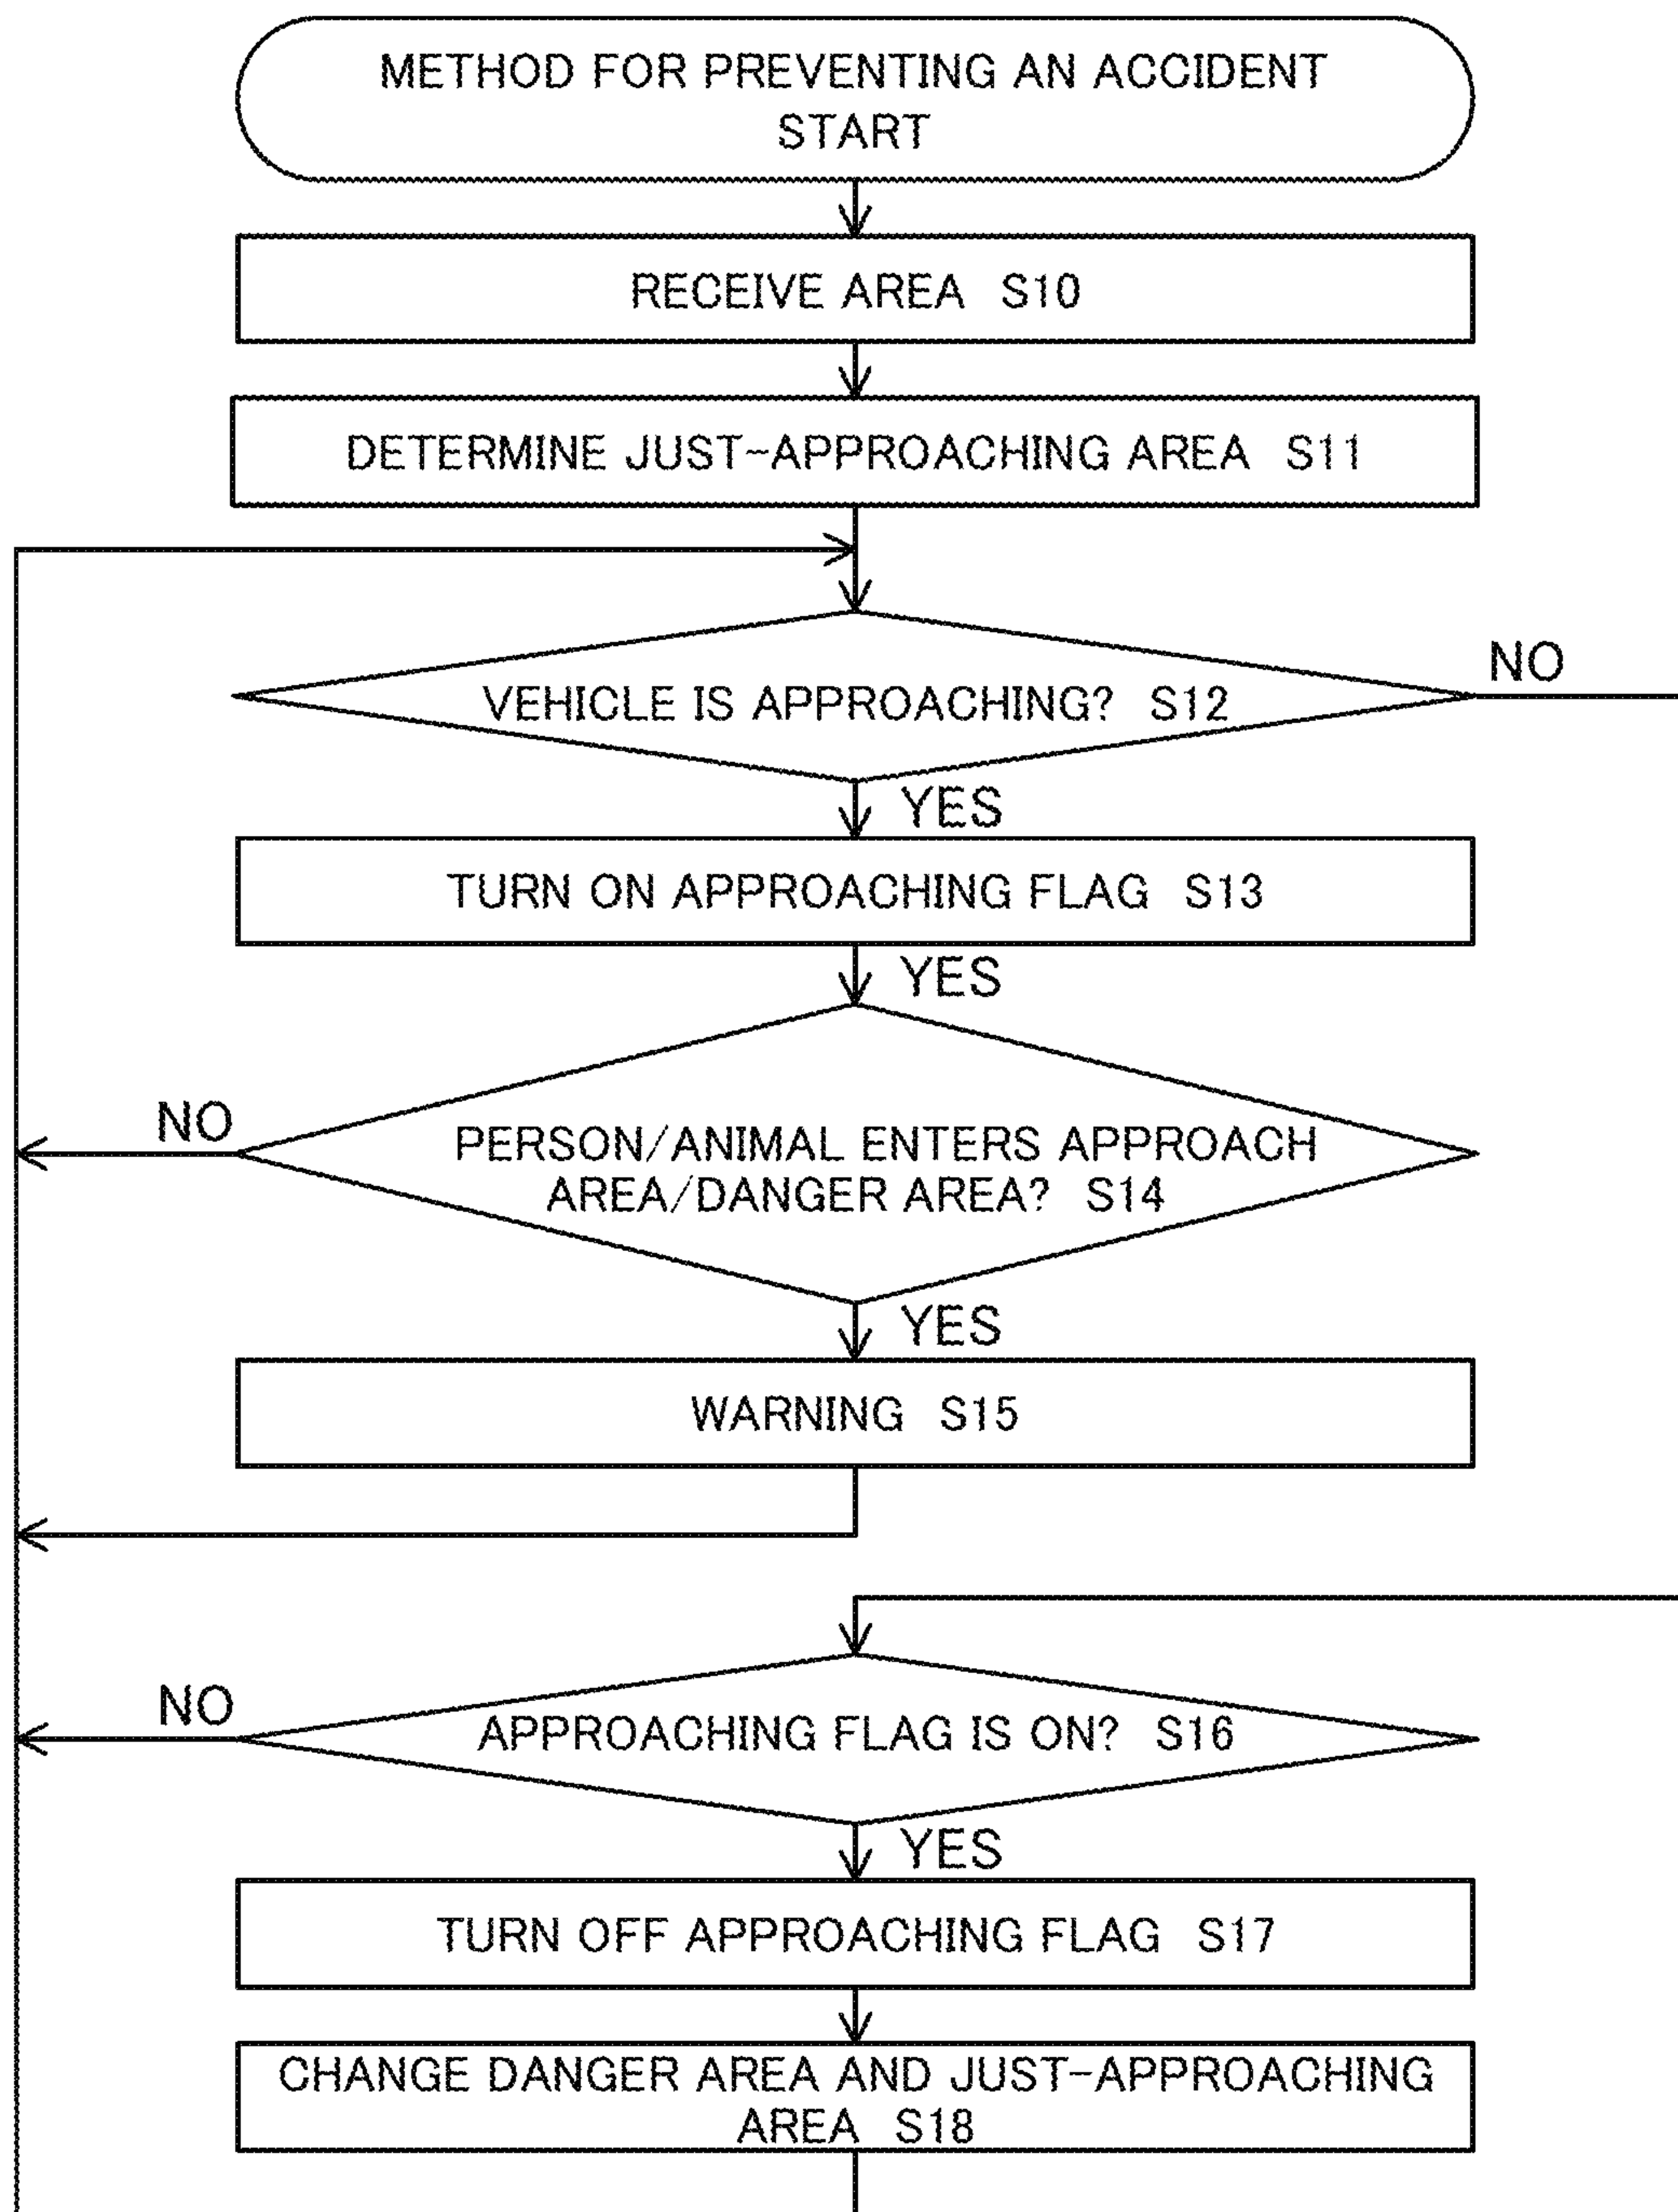 METHOD FOR PREVENTING AN ACCIDENT
START
RECEIVE AREA S10
DETERMINE JUST-APPROACHING AREA S11
VEHICLE IS APPROACHING? S12
NO
YES
TURN ON APPROACHING FLAG S13
YES
NO
PERSON/ANIMAL ENTERS APPROACH
AREA/DANGER AREA? S14
YES
WARNING S15
NO
APPROACHING FLAG IS ON? S16
YES
TURN OFF APPROACHING FLAG S17
CHANGE DANGER AREA AND JUST-APPROACHING
AREA S18